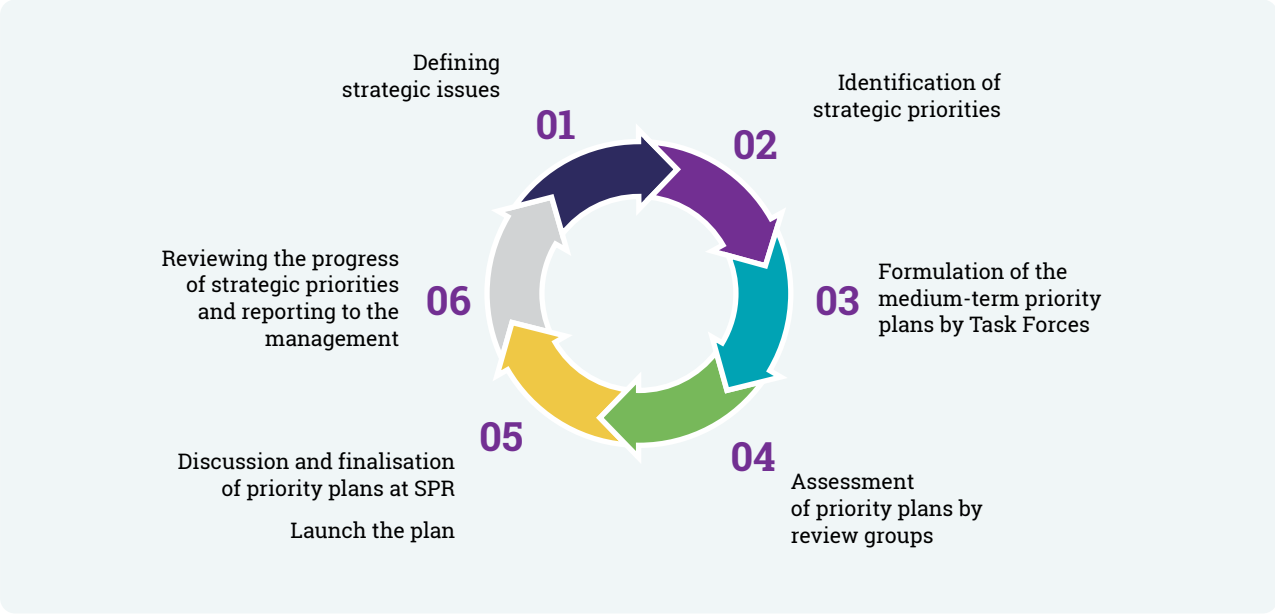 01
Defining
strategic issues
02
Identification of
strategic priorities
03
Formulation of the
medium-term priority
plans by Task Forces
04
Assessment
of priority plans by
review groups
05
Discussion and finalisation
of priority plans at SPR
Launch the plan
06
Reviewing the progress
of strategic priorities
and reporting to the
management